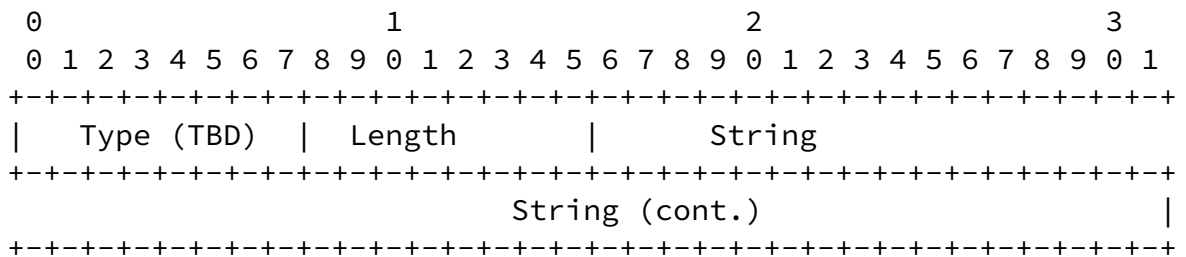 0                   1                   2                   3
 0 1 2 3 4 5 6 7 8 9 0 1 2 3 4 5 6 7 8 9 0 1 2 3 4 5 6 7 8 9 0 1
+-+-+-+-+-+-+-+-+-+-+-+-+-+-+-+-+-+-+-+-+-+-+-+-+-+-+-+-+-+-+-+-+
|   Type (TBD)  |  Length       |      String
+-+-+-+-+-+-+-+-+-+-+-+-+-+-+-+-+-+-+-+-+-+-+-+-+-+-+-+-+-+-+-+-+
                            String (cont.)                      |
+-+-+-+-+-+-+-+-+-+-+-+-+-+-+-+-+-+-+-+-+-+-+-+-+-+-+-+-+-+-+-+-+